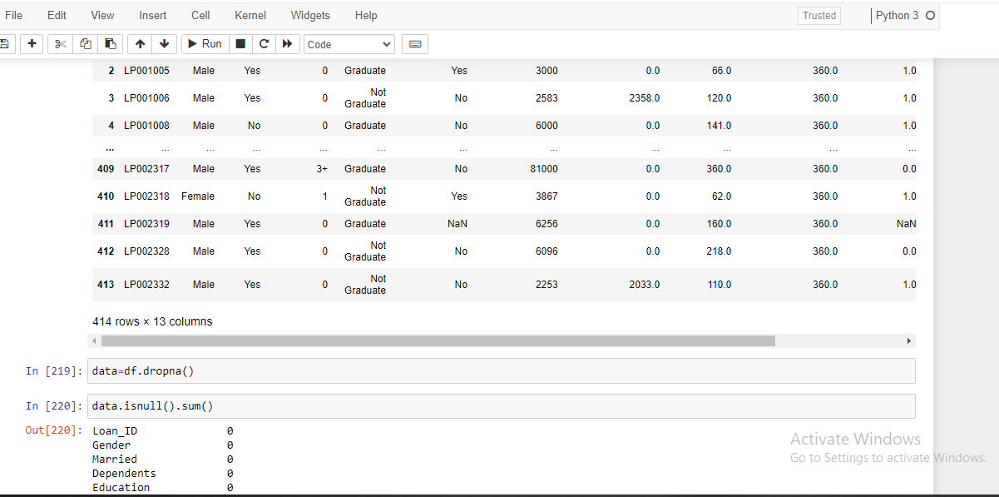 File Edit View Insert Cell Kernel Widgets Help Trusted Python 3
Run Code
2 LP001005 Male Yes 0 Graduate Yes 3000 0.0 66.0 360.0 1.0
3 LP001006 Male Yes 0 Not Graduate No 2583 2358.0 120.0 360.0 1.0
4 LP001008 Male No 0 Graduate No 6000 0.0 141.0 360.0 1.0
... ... ... ... ... ... ... ... ... ... ... ...
409 LP002317 Male Yes 3+ Graduate No 81000 0.0 360.0 360.0 0.0
410 LP002318 Female No 1 Not Graduate Yes 3867 0.0 62.0 360.0 1.0
411 LP002319 Male Yes 0 Graduate NaN 6256 0.0 160.0 360.0 NaN
412 LP002328 Male Yes 0 Not Graduate No 6096 0.0 218.0 360.0 0.0
413 LP002332 Male Yes 0 Not Graduate No 2253 2033.0 110.0 360.0 1.0
414 rows × 13 columns
In [219]: data=df.dropna()
In [220]: data.isnull().sum()
Out[220]: Loan_ID 0
Gender 0
Married 0
Dependents 0
Education 0
Activate Windows
Go to Settings to activate Windows.